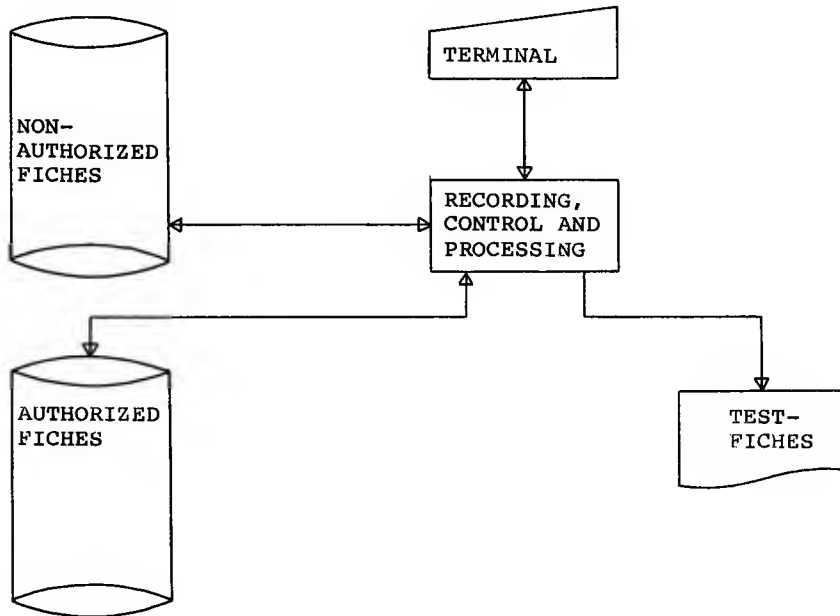 TERMINAL
NON-
AUTHORIZED
FICHES
RECORDING,
CONTROL AND
PROCESSING
AUTHORIZED
FICHES
TEST-
FICHES